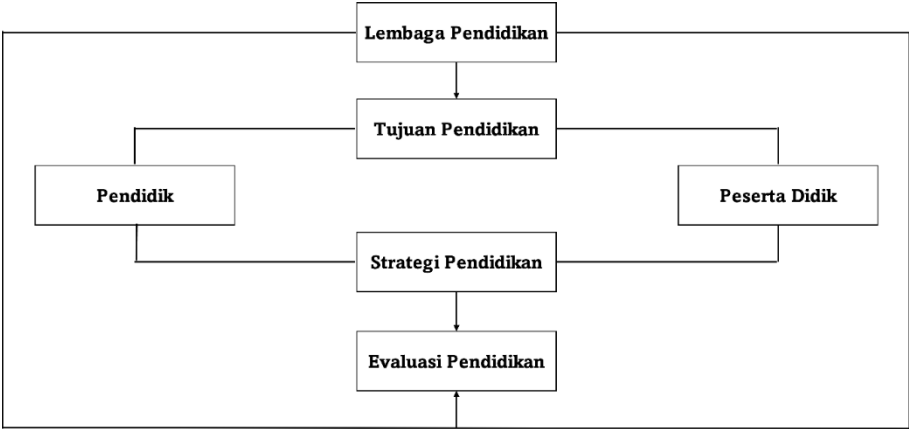 Lembaga Pendidikan
Tujuan Pendidikan
Pendidik
Peserta Didik
Strategi Pendidikan
Evaluasi Pendidikan